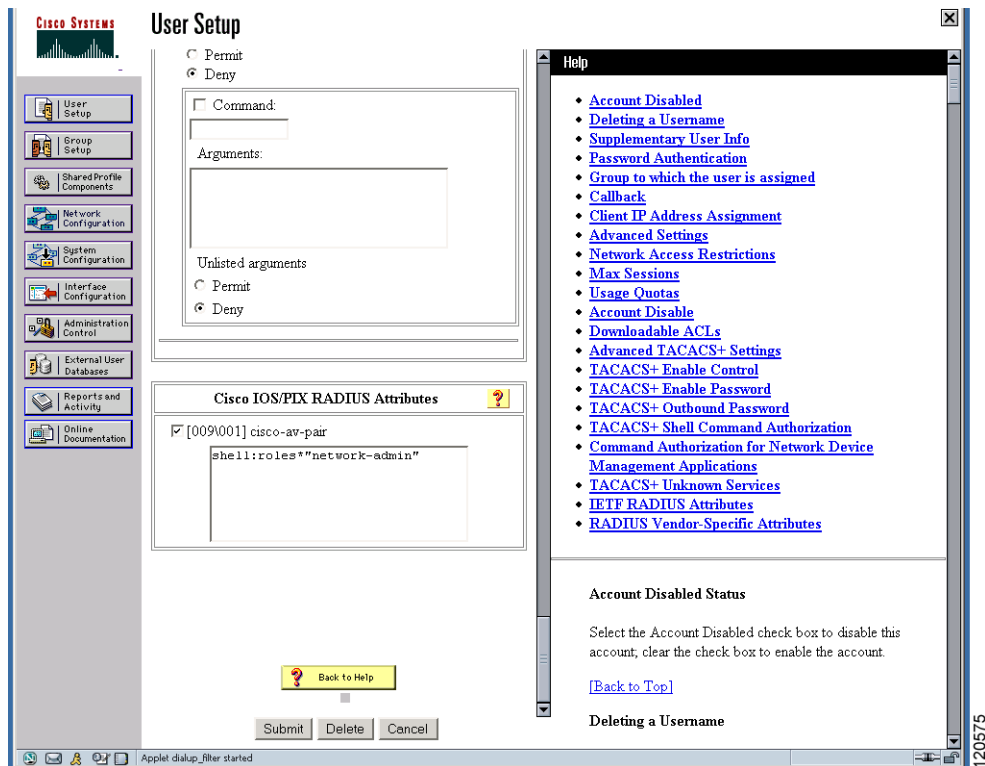 CISCO SYSTEMS
User Setup
User
Setup
Group
Setup
Shared Profile
Components
Network
Configuration
System
Configuration
Interface
Configuration
Administration
Control
External User
Databases
Reports and
Activity
Online
Documentation
Permit
Deny
Command:
Arguments:
Unlisted arguments
Permit
Deny
Cisco IOS/PIX RADIUS Attributes
?
[009\001] cisco-av-pair
shell:roles*"network-admin"
? Back to Help
Submit
Delete
Cancel
Help
Account Disabled
Deleting a Username
Supplementary User Info
Password Authentication
Group to which the user is assigned
Callback
Client IP Address Assignment
Advanced Settings
Network Access Restrictions
Max Sessions
Usage Quotas
Account Disable
Downloadable ACLs
Advanced TACACS+ Settings
TACACS+ Enable Control
TACACS+ Enable Password
TACACS+ Outbound Password
TACACS+ Shell Command Authorization
Command Authorization for Network Device
Management Applications
TACACS+ Unknown Services
IETF RADIUS Attributes
RADIUS Vendor-Specific Attributes
Account Disabled Status
Select the Account Disabled check box to disable this
account; clear the check box to enable the account.
[Back to Top]
Deleting a Username
Applet dialup_filter started
120575